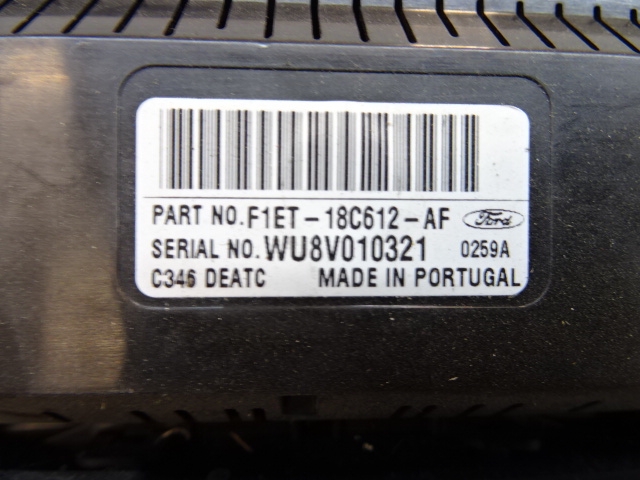 PART NO. F1ET-18C612-AF Ford
SERIAL NO. WU8V010321 0259A
C346 DEATC MADE IN PORTUGAL